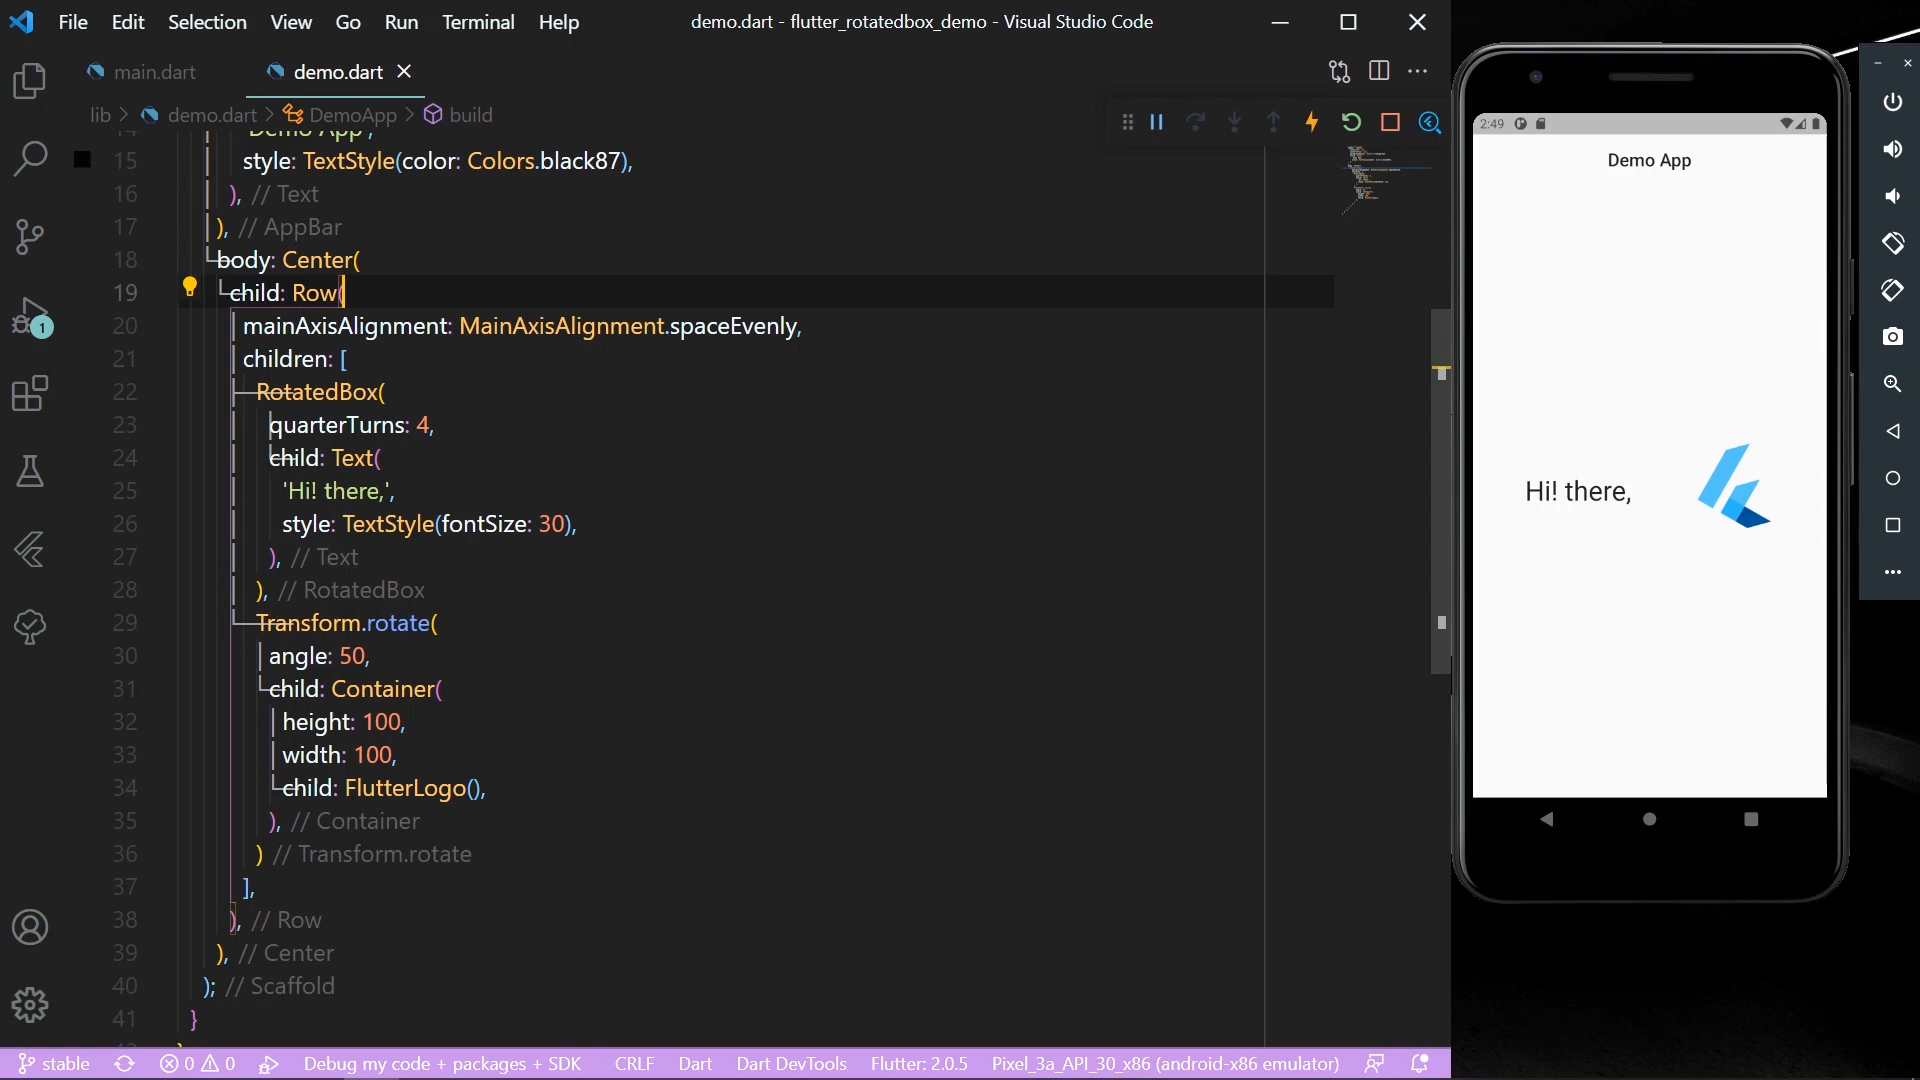 File Edit Selection View Go Run Terminal Help
demo.dart - flutter_rotatedbox_demo - Visual Studio Code
main.dart
demo.dart
lib > demo.dart > DemoApp > build
14 'Demo App',
15 style: TextStyle(color: Colors.black87),
16 ), // Text
17 ), // AppBar
18 body: Center(
19 child: Row(
20 mainAxisAlignment: MainAxisAlignment.spaceEvenly,
21 children: [
22 RotatedBox(
23 quarterTurns: 4,
24 child: Text(
25 'Hi! there,',
26 style: TextStyle(fontSize: 30),
27 ), // Text
28 ), // RotatedBox
29 Transform.rotate(
30 angle: 50,
31 child: Container(
32 height: 100,
33 width: 100,
34 child: FlutterLogo(),
35 ), // Container
36 ) // Transform.rotate
37 ],
38 ), // Row
39 ), // Center
40 ); // Scaffold
41 }
1
stable 0 0 Debug my code + packages + SDK CRLF Dart Dart DevTools Flutter: 2.0.5 Pixel_3a_API_30_x86 (android-x86 emulator)
2:49
Demo App
Hi! there,